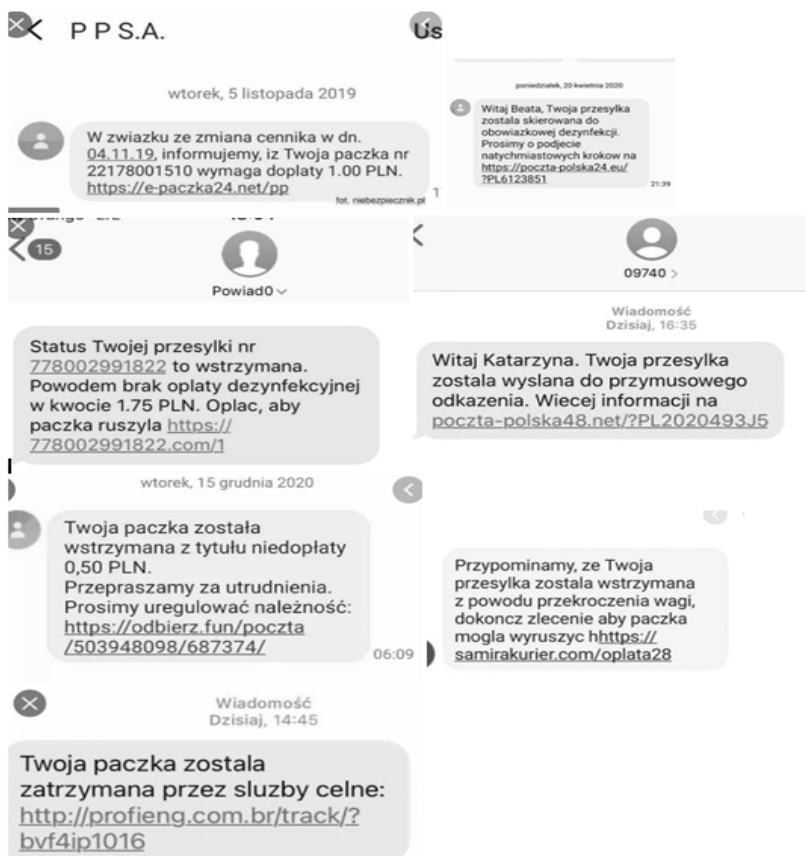 P P S.A.
wtorek, 5 listopada 2019
W zwiazku ze zmiana cennika w dn.
04.11.19, informujemy, iz Twoja paczka nr
22178001510 wymaga doplaty 1.00 PLN.
https://e-paczka24.net/pp
fot. niebezpiecznik.pl
Us
1
poniedziałek, 20 kwietnia 2020
Witaj Beata, Twoja przesylka
zostala skierowana do
obowiazkowej dezynfekcji.
Prosimy o podjecie
natychmiastowych krokow na
https://poczta-polska24.eu/
?PL6123851
21:39
15
Powiad0
Status Twojej przesylki nr
778002991822 to wstrzymana.
Powodem brak oplaty dezynfekcyjnej
w kwocie 1.75 PLN. Oplac, aby
paczka ruszyla https://
778002991822.com/1
09740 >
Wiadomość
Dzisiaj, 16:35
Witaj Katarzyna. Twoja przesylka
zostala wyslana do przymusowego
odkazenia. Wiecej informacji na
poczta-polska48.net/?PL2020493J5
wtorek, 15 grudnia 2020
Twoja paczka została
wstrzymana z tytułu niedopłaty
0,50 PLN.
Przepraszamy za utrudnienia.
Prosimy uregulować należność:
https://odbierz.fun/poczta
/503948098/687374/
06:09
Przypominamy, ze Twoja
przesylka zostala wstrzymana
z powodu przekroczenia wagi,
dokoncz zlecenie aby paczka
mogla wyruszyc hhttps://
samirakurier.com/oplata28
Wiadomość
Dzisiaj, 14:45
Twoja paczka zostala
zatrzymana przez sluzby celne:
http://profieng.com.br/track/?
bvf4ip1016